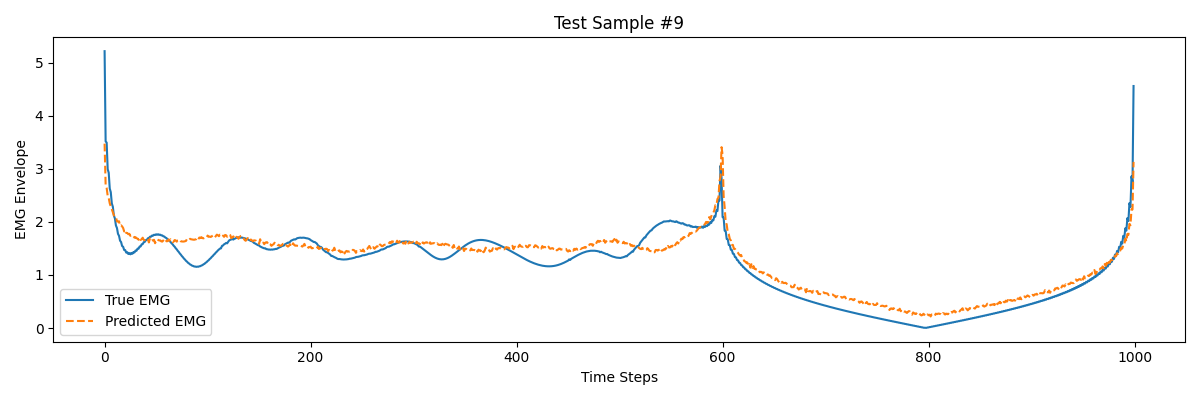 Test Sample #9
EMG Envelope
5
4
3
2
1
0
True EMG
Predicted EMG
0 200 400 600 800 1000
Time Steps